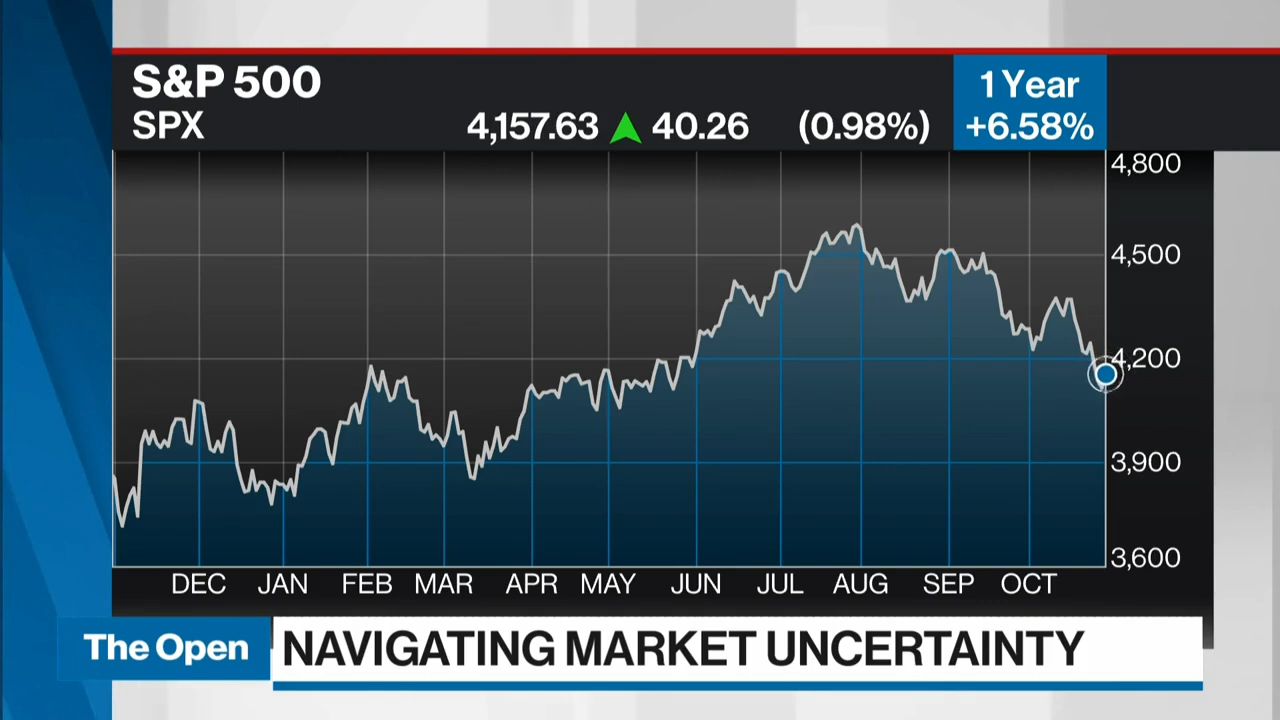 S&P 500
SPX 4,157.63 40.26 (0.98%)
1 Year
+6.58%
4,800
4,500
4,200
3,900
3,600
DEC JAN FEB MAR APR MAY JUN JUL AUG SEP OCT
The Open
NAVIGATING MARKET UNCERTAINTY